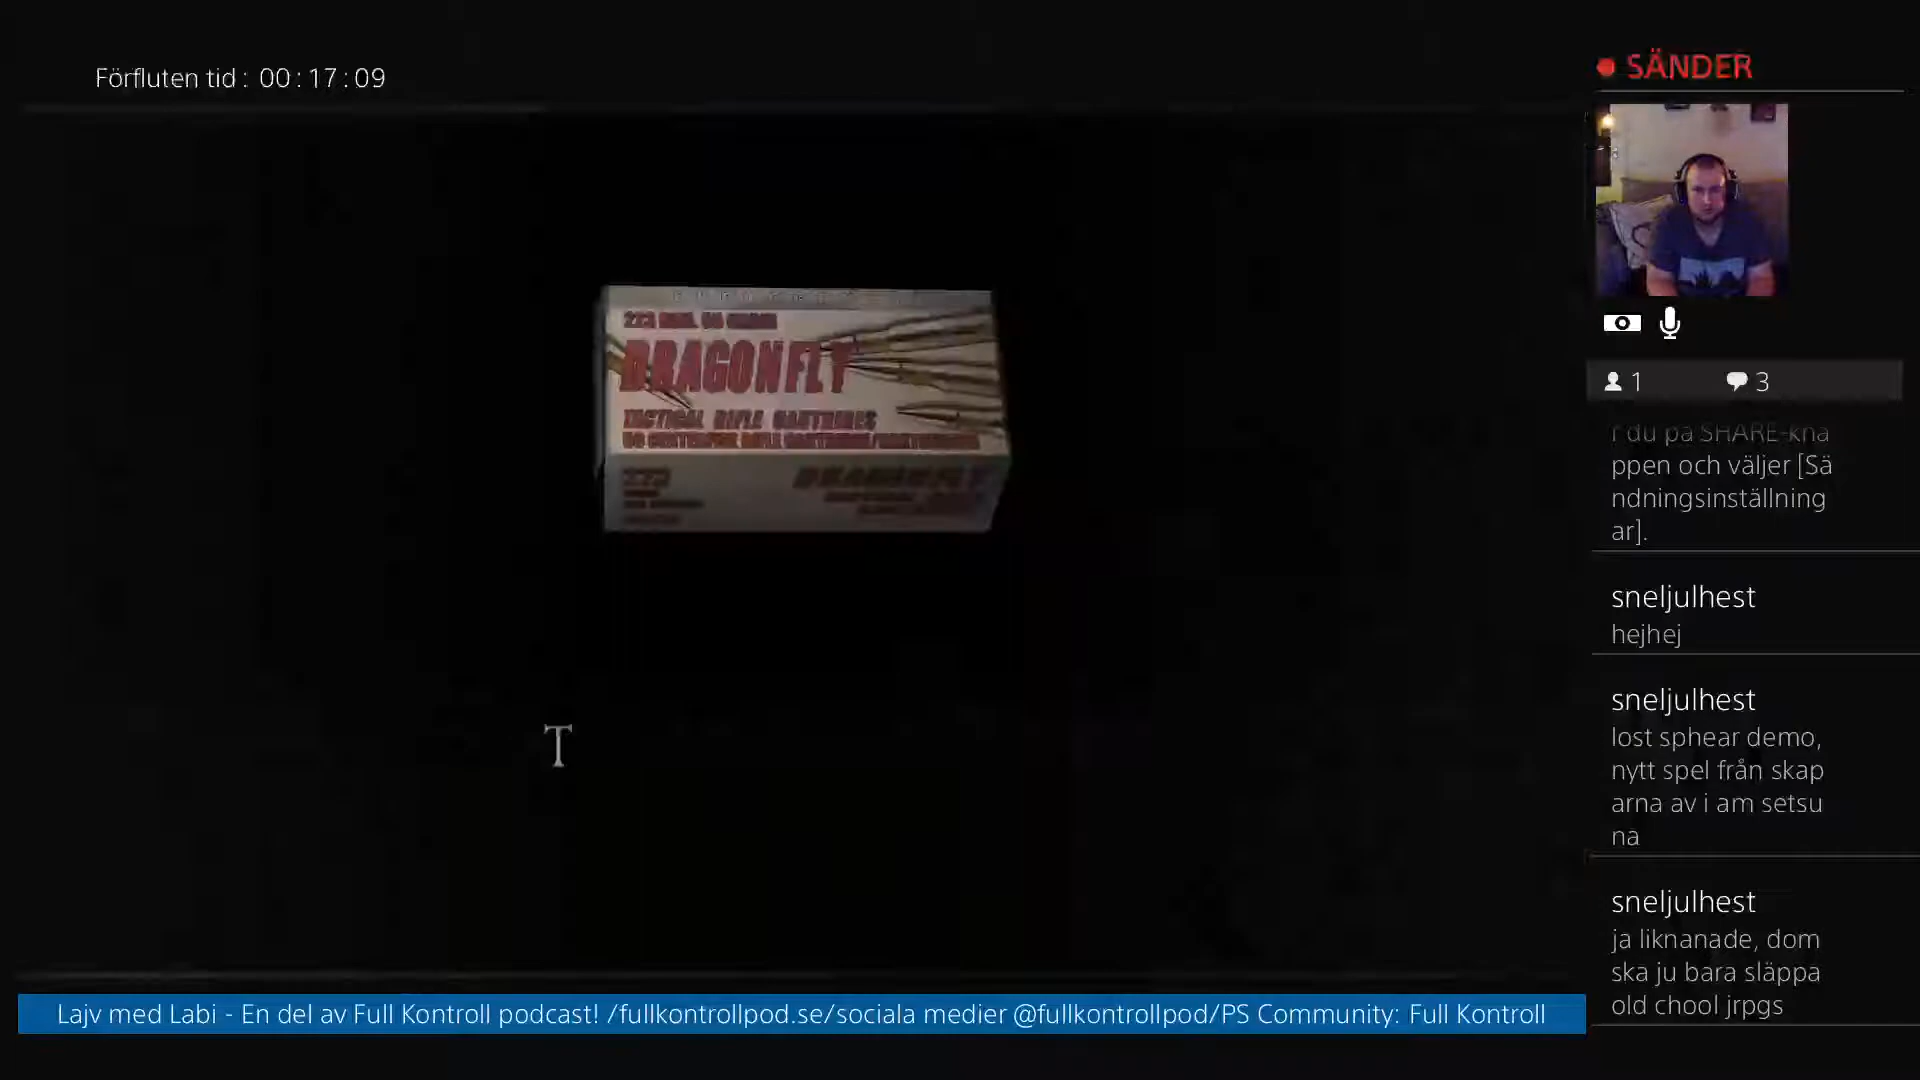 Förfluten tid : 00 : 17 : 09
SÄNDER
DRAGONFLY
TACTICAL RIFLE CARTRIDGES
223
DRAGONFLY
T
1
3
r du på SHARE-kna
ppen och väljer [Sä
ndningsinställning
ar].
sneljulhest
hejhej
sneljulhest
lost sphear demo,
nytt spel från skap
arna av i am setsu
na
sneljulhest
ja liknanade, dom
ska ju bara släppa
old chool jrpgs
Lajv med Labi - En del av Full Kontroll podcast! /fullkontrollpod.se/sociala medier @fullkontrollpod/PS Community: Full Kontroll